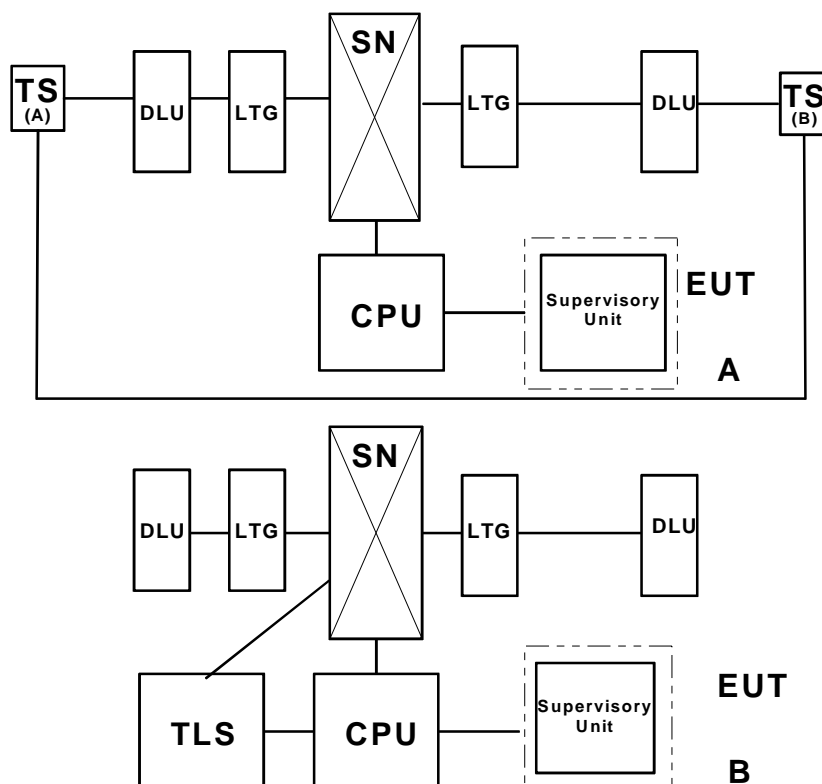 SN
TS
(A)
DLU
LTG
LTG
DLU
TS
(B)
CPU
Supervisory
Unit
EUT
A
SN
DLU
LTG
LTG
DLU
TLS
CPU
Supervisory
Unit
EUT
B